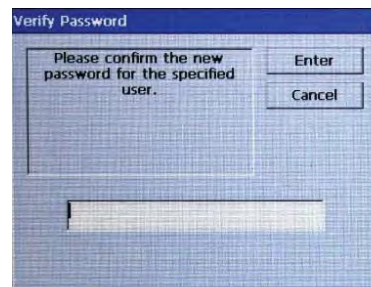 Verify Password
Please confirm the new
password for the specified
user.
Enter
Cancel